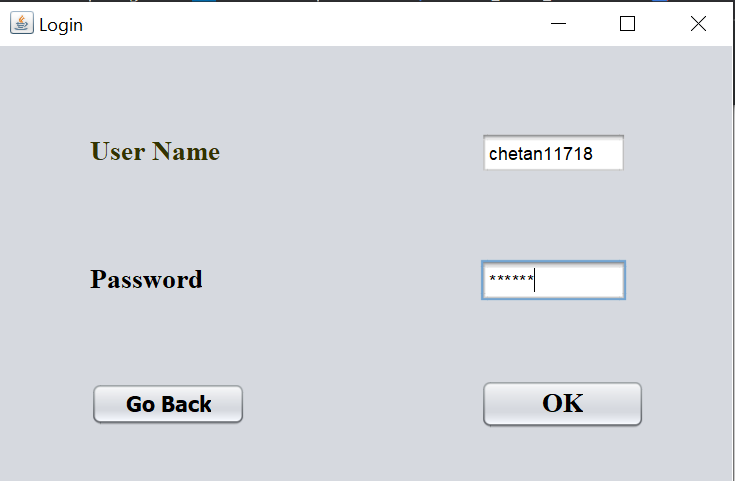 Login
User Name
chetan11718
Password
******
Go Back
OK